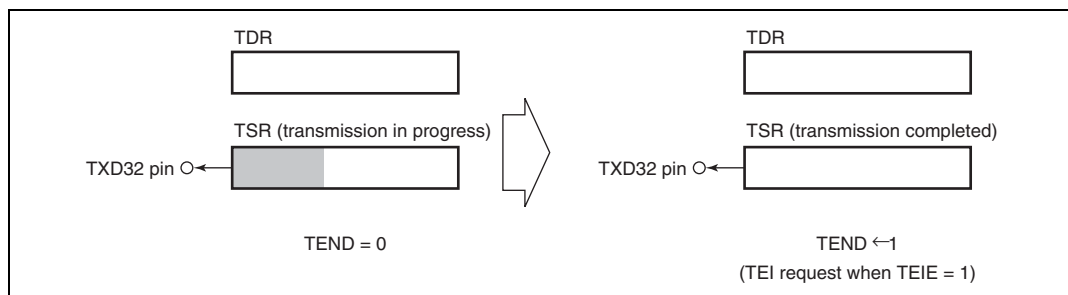 TDR
TSR (transmission in progress)
TXD32 pin
TEND = 0
TDR
TSR (transmission completed)
TXD32 pin
TEND ←1
(TEI request when TEIE = 1)